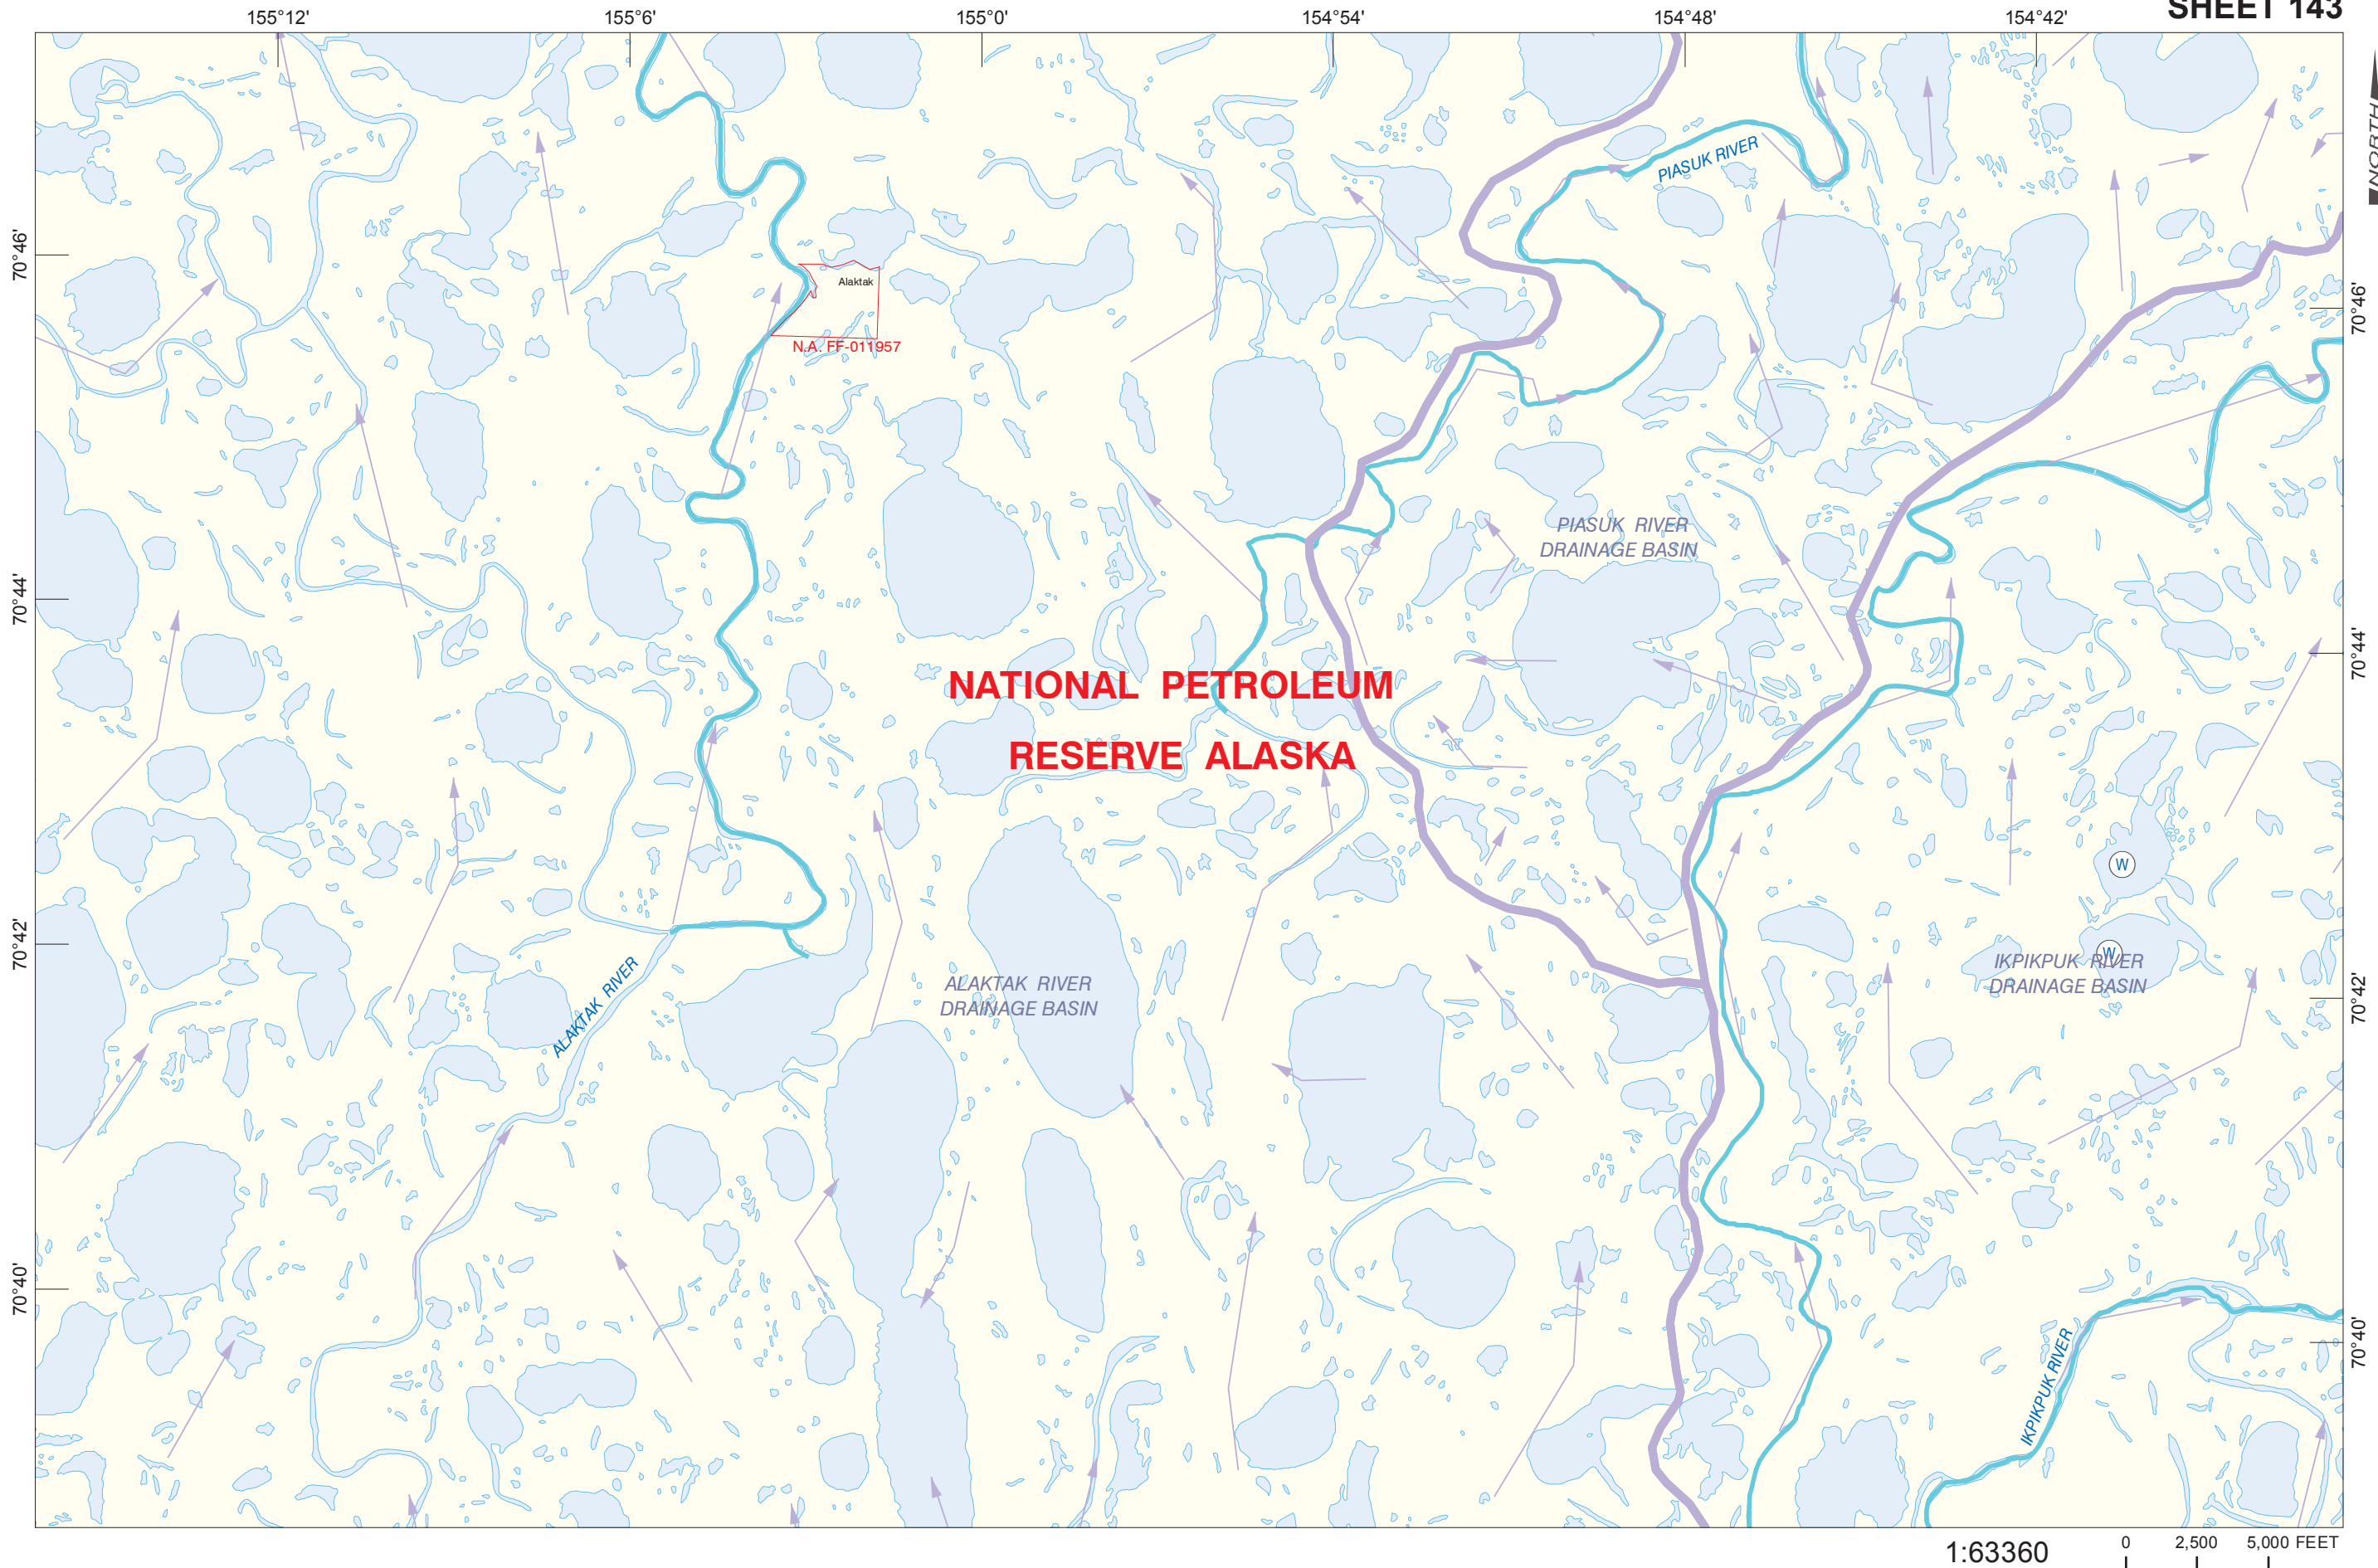 SHEET 143
155°12'
155°6'
155°0'
154°54'
154°48'
154°42'
NORTH
PIASUK RIVER
70°46'
Alaktak
70°46'
N.A. FF-011957
PIASUK RIVER
DRAINAGE BASIN
70°44'
70°44'
NATIONAL PETROLEUM
RESERVE ALASKA
W
70°42'
W
IKPIKPUK RIVER
DRAINAGE BASIN
ALAKTAK RIVER
ALAKTAK RIVER
DRAINAGE BASIN
70°42'
70°40'
70°40'
IKPIKPUK RIVER
1:63360
0 2,500 5,000 FEET